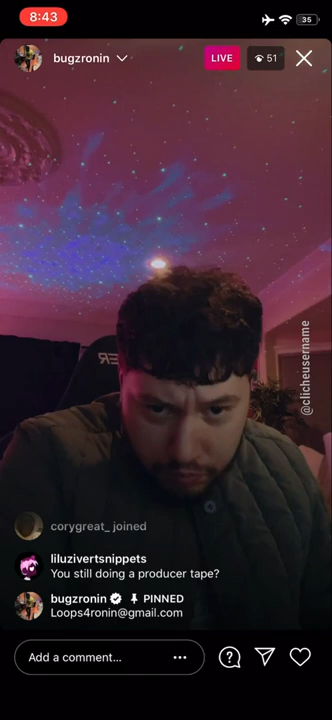 8:43
35
bugzronin
LIVE
51
@clicheusername
corygreat_ joined
liluzivertsnippets
You still doing a producer tape?
bugzronin PINNED
Loops4ronin@gmail.com
Add a comment...